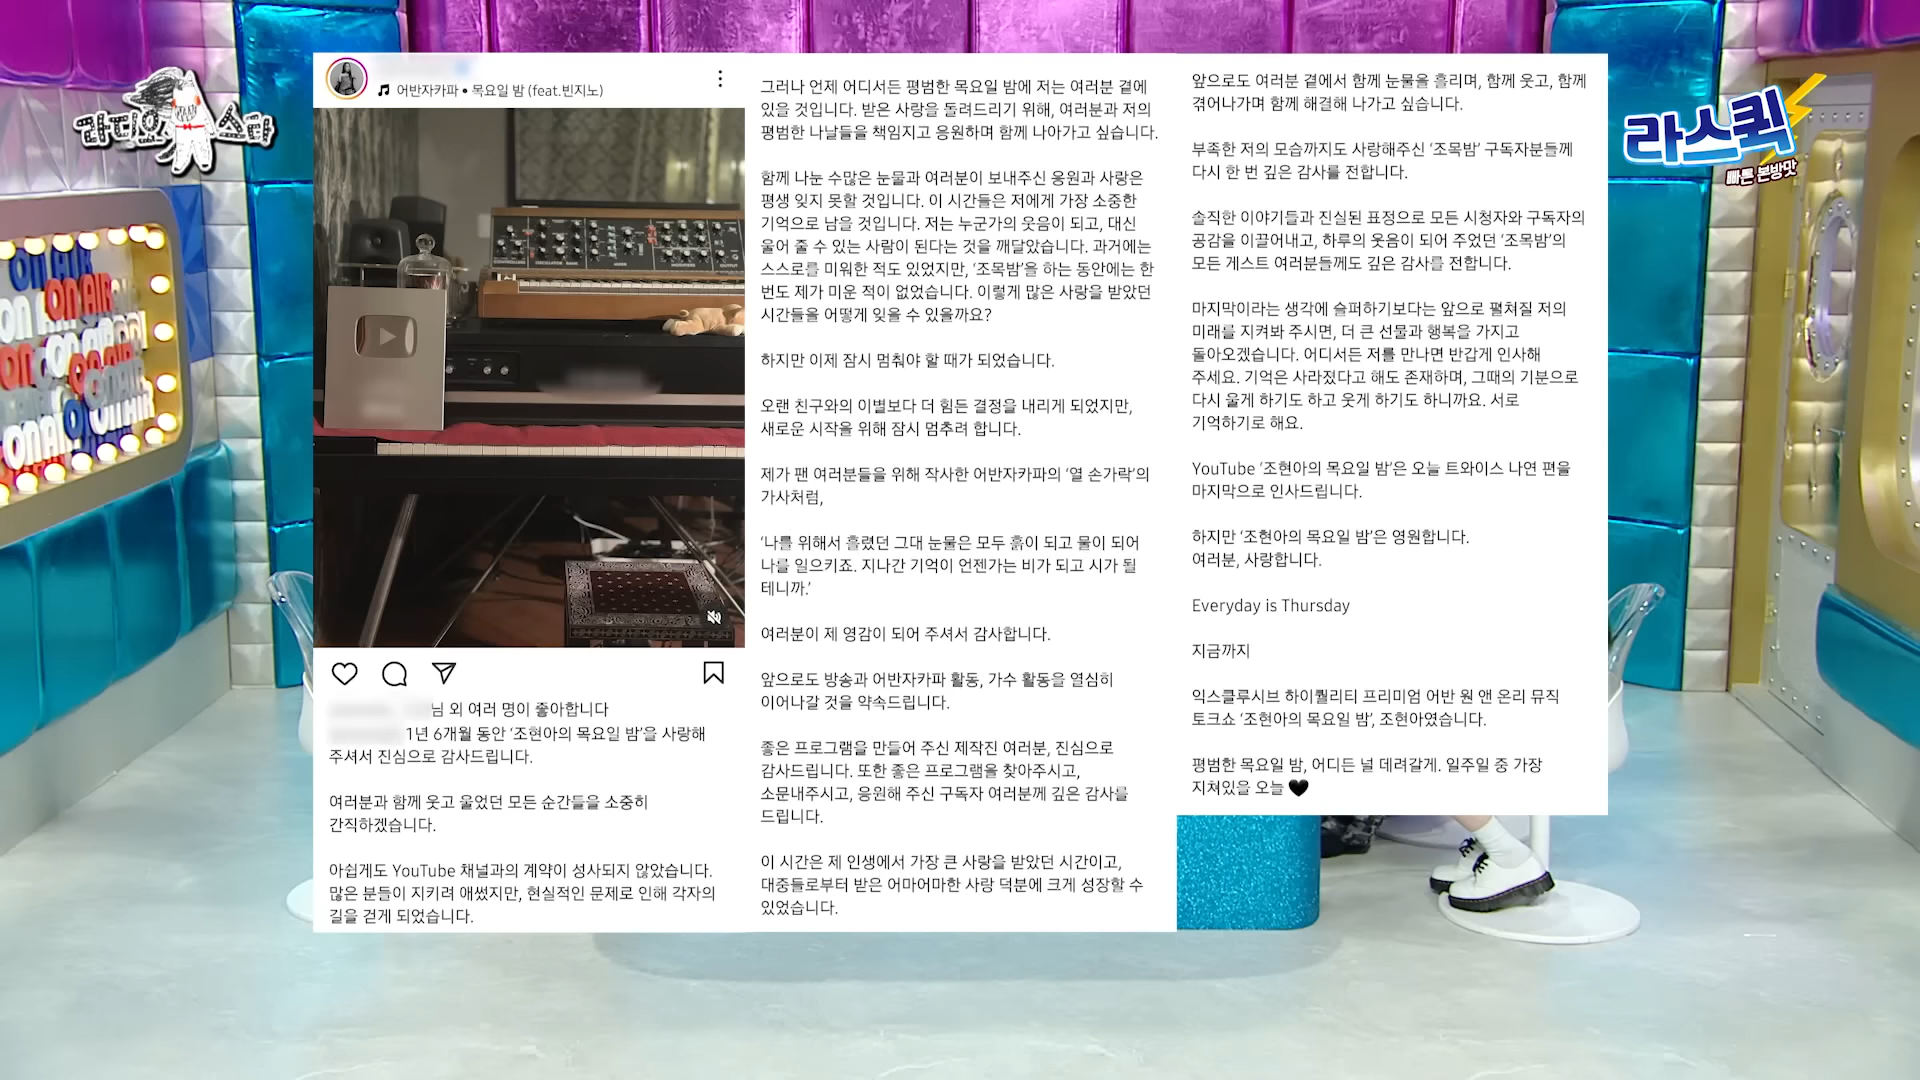 라디오스타
라스퀵
빠른 본방맛
ON AIR
ON AIR
ON AIR
어반자카파 • 목요일 밤 (feat.빈지노)
님 외 여러 명이 좋아합니다
1년 6개월 동안 ‘조현아의 목요일 밤’을 사랑해
주셔서 진심으로 감사드립니다.
여러분과 함께 웃고 울었던 모든 순간들을 소중히
간직하겠습니다.
아쉽게도 YouTube 채널과의 계약이 성사되지 않았습니다.
많은 분들이 지키려 애썼지만, 현실적인 문제로 인해 각자의
길을 걷게 되었습니다.
그러나 언제 어디서든 평범한 목요일 밤에 저는 여러분 곁에
있을 것입니다. 받은 사랑을 돌려드리기 위해, 여러분과 저의
평범한 나날들을 책임지고 응원하며 함께 나아가고 싶습니다.
함께 나눈 수많은 눈물과 여러분이 보내주신 응원과 사랑은
평생 잊지 못할 것입니다. 이 시간들은 저에게 가장 소중한
기억으로 남을 것입니다. 저는 누군가의 웃음이 되고, 대신
울어 줄 수 있는 사람이 된다는 것을 깨달았습니다. 과거에는
스스로를 미워한 적도 있었지만, ‘조목밤’을 하는 동안에는 한
번도 제가 미운 적이 없었습니다. 이렇게 많은 사랑을 받았던
시간들을 어떻게 잊을 수 있을까요?
하지만 이제 잠시 멈춰야 할 때가 되었습니다.
오랜 친구와의 이별보다 더 힘든 결정을 내리게 되었지만,
새로운 시작을 위해 잠시 멈추려 합니다.
제가 팬 여러분들을 위해 작사한 어반자카파의 ‘열 손가락’의
가사처럼,
‘나를 위해서 흘렸던 그대 눈물은 모두 흙이 되고 물이 되어
나를 일으키죠. 지나간 기억이 언젠가는 비가 되고 시가 될
테니까.’
여러분이 제 영감이 되어 주셔서 감사합니다.
앞으로도 방송과 어반자카파 활동, 가수 활동을 열심히
이어나갈 것을 약속드립니다.
좋은 프로그램을 만들어 주신 제작진 여러분, 진심으로
감사드립니다. 또한 좋은 프로그램을 찾아주시고,
소문내주시고, 응원해 주신 구독자 여러분께 깊은 감사를
드립니다.
이 시간은 제 인생에서 가장 큰 사랑을 받았던 시간이고,
대중들로부터 받은 어마어마한 사랑 덕분에 크게 성장할 수
있었습니다.
앞으로도 여러분 곁에서 함께 눈물을 흘리며, 함께 웃고, 함께
겪어나가며 함께 해결해 나가고 싶습니다.
부족한 저의 모습까지도 사랑해주신 ‘조목밤’ 구독자분들께
다시 한 번 깊은 감사를 전합니다.
솔직한 이야기들과 진실된 표정으로 모든 시청자와 구독자의
공감을 이끌어내고, 하루의 웃음이 되어 주었던 ‘조목밤’의
모든 게스트 여러분들께도 깊은 감사를 전합니다.
마지막이라는 생각에 슬퍼하기보다는 앞으로 펼쳐질 저의
미래를 지켜봐 주시면, 더 큰 선물과 행복을 가지고
돌아오겠습니다. 어디서든 저를 만나면 반갑게 인사해
주세요. 기억은 사라졌다고 해도 존재하며, 그때의 기분으로
다시 울게 하기도 하고 웃게 하기도 하니까요. 서로
기억하기로 해요.
YouTube ‘조현아의 목요일 밤’은 오늘 트와이스 나연 편을
마지막으로 인사드립니다.
하지만 ‘조현아의 목요일 밤’은 영원합니다.
여러분, 사랑합니다.
Everyday is Thursday
지금까지
익스클루시브 하이퀄리티 프리미엄 어반 원 앤 온리 뮤직
토크쇼 ‘조현아의 목요일 밤’, 조현아였습니다.
평범한 목요일 밤, 어디든 널 데려갈게. 일주일 중 가장
지쳐있을 오늘 🖤